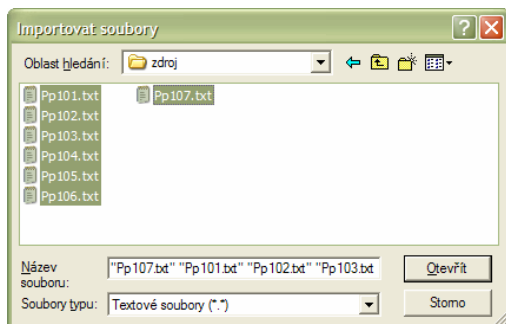 Importovat soubory
Oblast hledání: zdroj
Pp101.txt Pp107.txt
Pp102.txt
Pp103.txt
Pp104.txt
Pp105.txt
Pp106.txt
Název souboru: "Pp107.txt" "Pp101.txt" "Pp102.txt" "Pp103.txt Otevřít
Soubory typu: Textové soubory (*.*) Storno